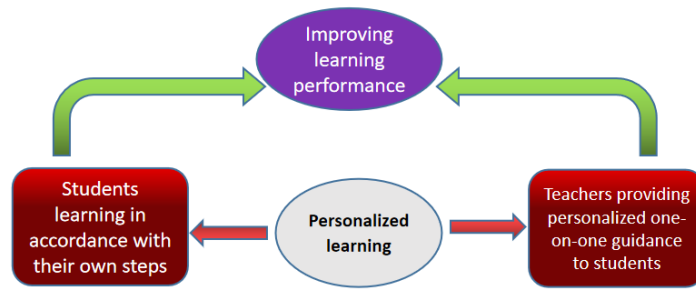 Improving
learning
performance
Students
learning in
accordance with
their own steps
Personalized
learning
Teachers providing
personalized one-
on-one guidance
to students